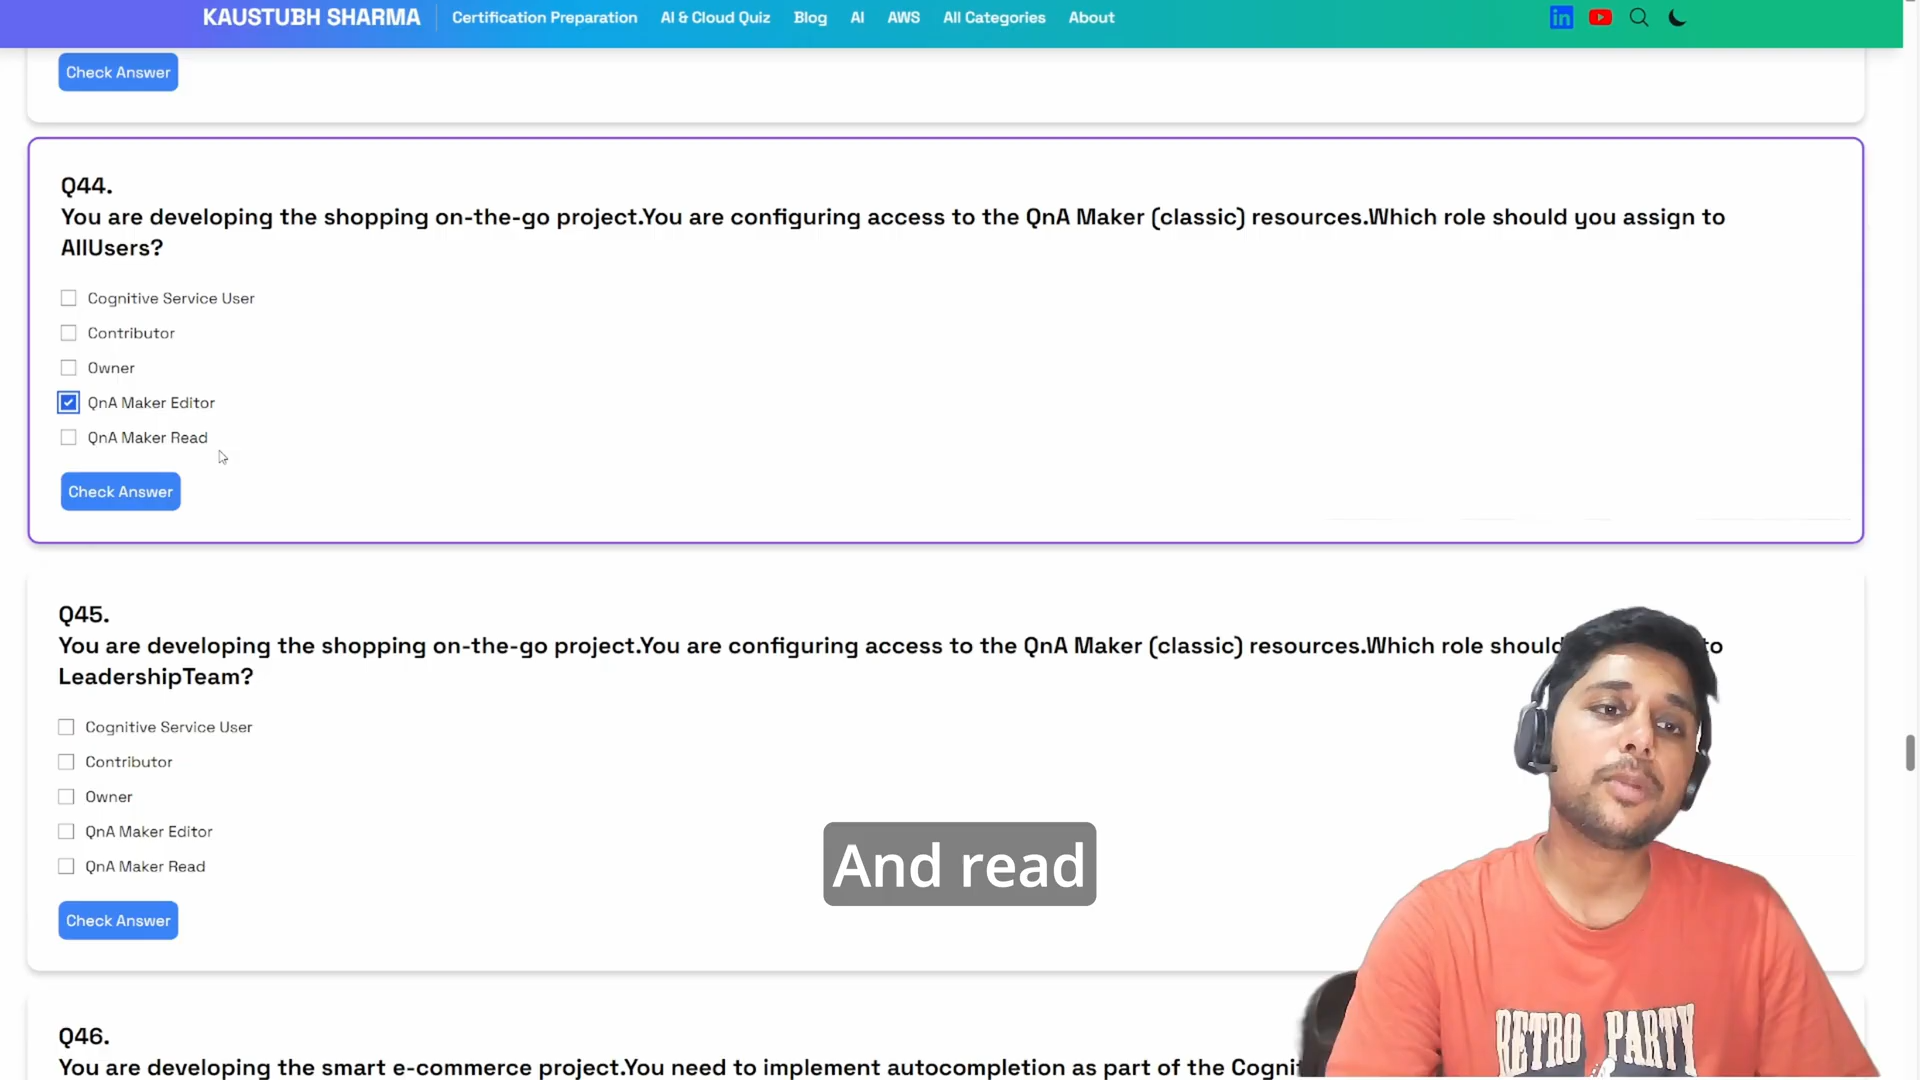 KAUSTUBH SHARMA
Certification Preparation
AI & Cloud Quiz
Blog
AI
AWS
All Categories
About
in
Check Answer
Q44.
You are developing the shopping on-the-go project.You are configuring access to the QnA Maker (classic) resources.Which role should you assign to
AllUsers?
Cognitive Service User
Contributor
Owner
QnA Maker Editor
QnA Maker Read
Check Answer
Q45.
You are developing the shopping on-the-go project.You are configuring access to the QnA Maker (classic) resources.Which role should to
LeadershipTeam?
Cognitive Service User
Contributor
Owner
QnA Maker Editor
QnA Maker Read
Check Answer
And read
Q46.
You are developing the smart e-commerce project.You need to implement autocompletion as part of the Cogni
RETRO PARTY